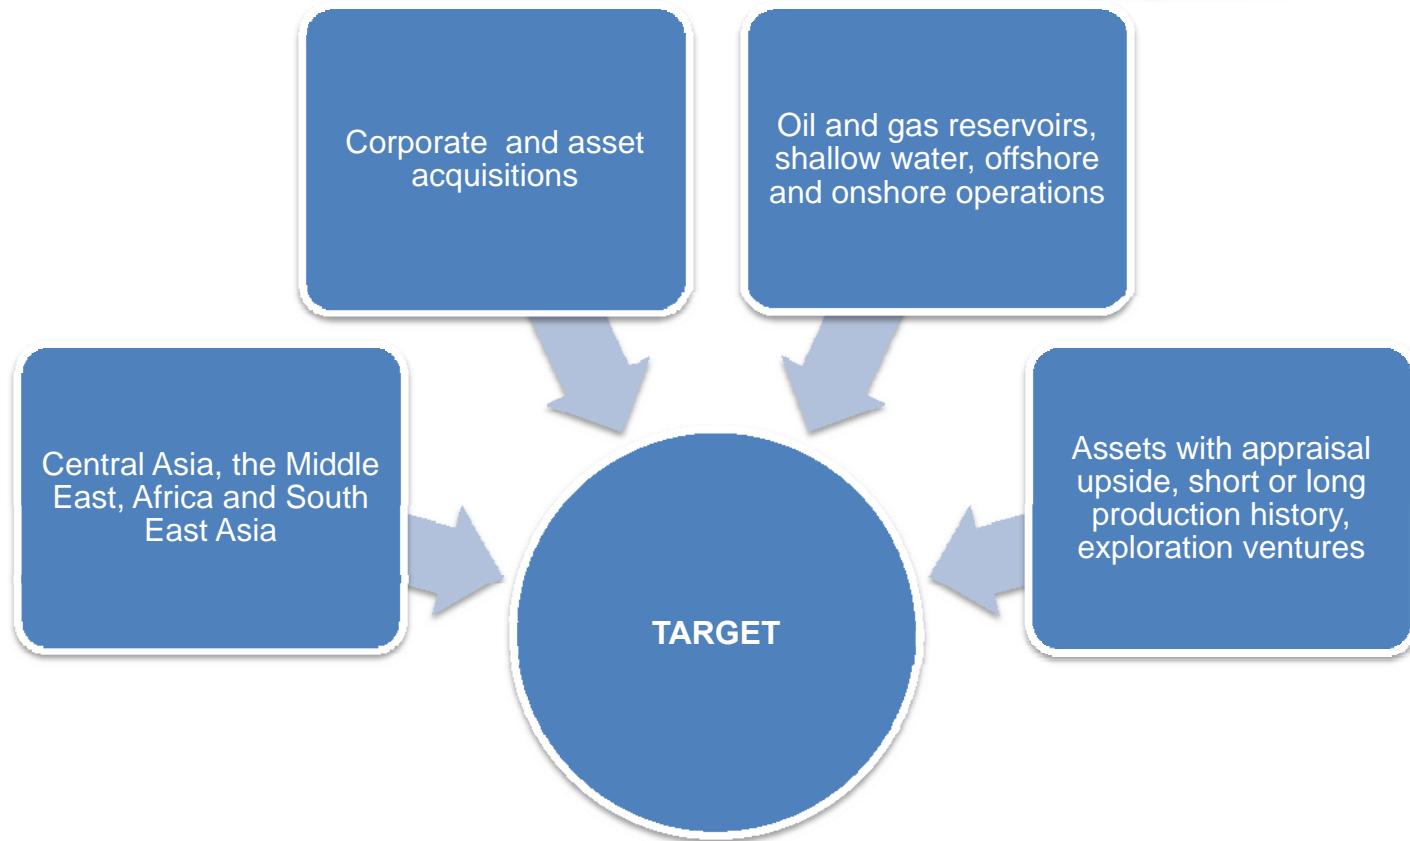 Corporate  and asset
acquisitions
Oil and gas reservoirs,
shallow water, offshore
and onshore operations
Central Asia, the Middle
East, Africa and South
East Asia
Assets with appraisal
upside, short or long
production history,
exploration ventures
TARGET